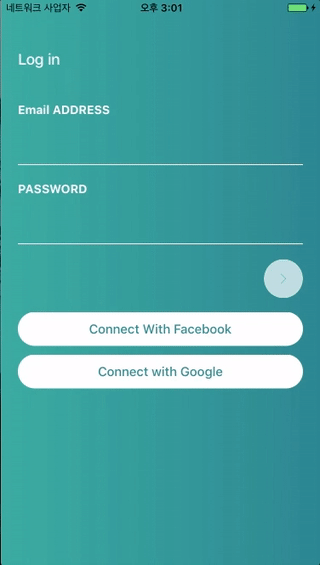 네트워크 사업자 오후 3:01
Log in
Email ADDRESS
PASSWORD
Connect With Facebook
Connect with Google